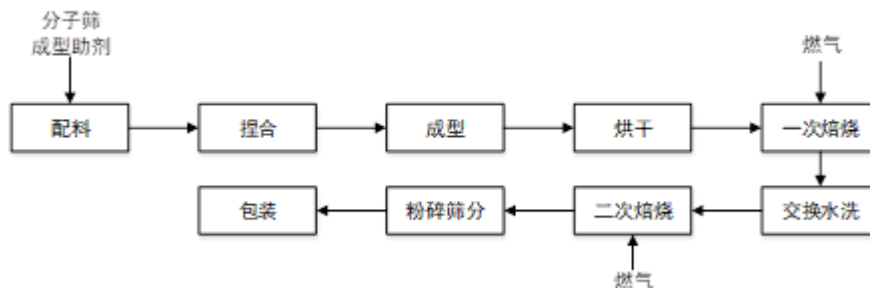 分子筛
成型助剂
燃气
配料
捏合
成型
烘干
一次焙烧
包装
粉碎筛分
二次焙烧
交换水洗
燃气